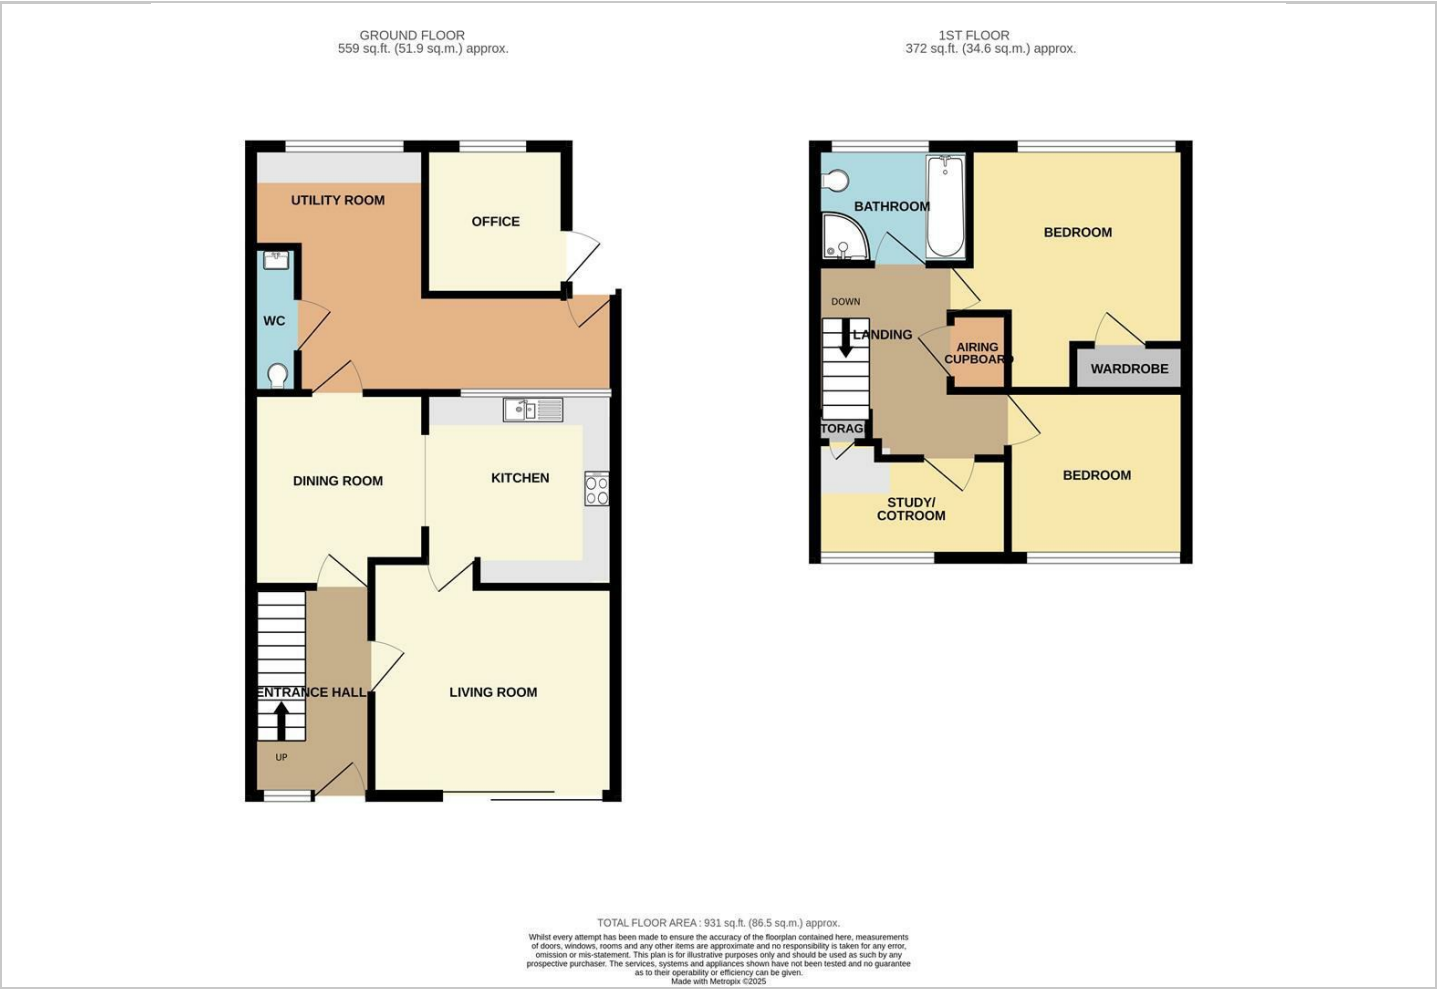 GROUND FLOOR
559 sq.ft. (51.9 sq.m.) approx.
UTILITY ROOM
OFFICE
WC
DINING ROOM
KITCHEN
ENTRANCE HALL
LIVING ROOM
UP
1ST FLOOR
372 sq.ft. (34.6 sq.m.) approx.
BATHROOM
BEDROOM
DOWN
LANDING
AIRING
CUPBOARD
WARDROBE
TORAG
BEDROOM
STUDY/
COTROOM
TOTAL FLOOR AREA : 931 sq.ft. (86.5 sq.m.) approx.
Whilst every attempt has been made to ensure the accuracy of the floorplan contained here, measurements
of doors, windows, rooms and any other items are approximate and no responsibility is taken for any error,
omission or mis-statement. This plan is for illustrative purposes only and should be used as such by any
prospective purchaser. The services, systems and appliances shown have not been tested and no guarantee
as to their operability or efficiency can be given.
Made with Metropix ©2025